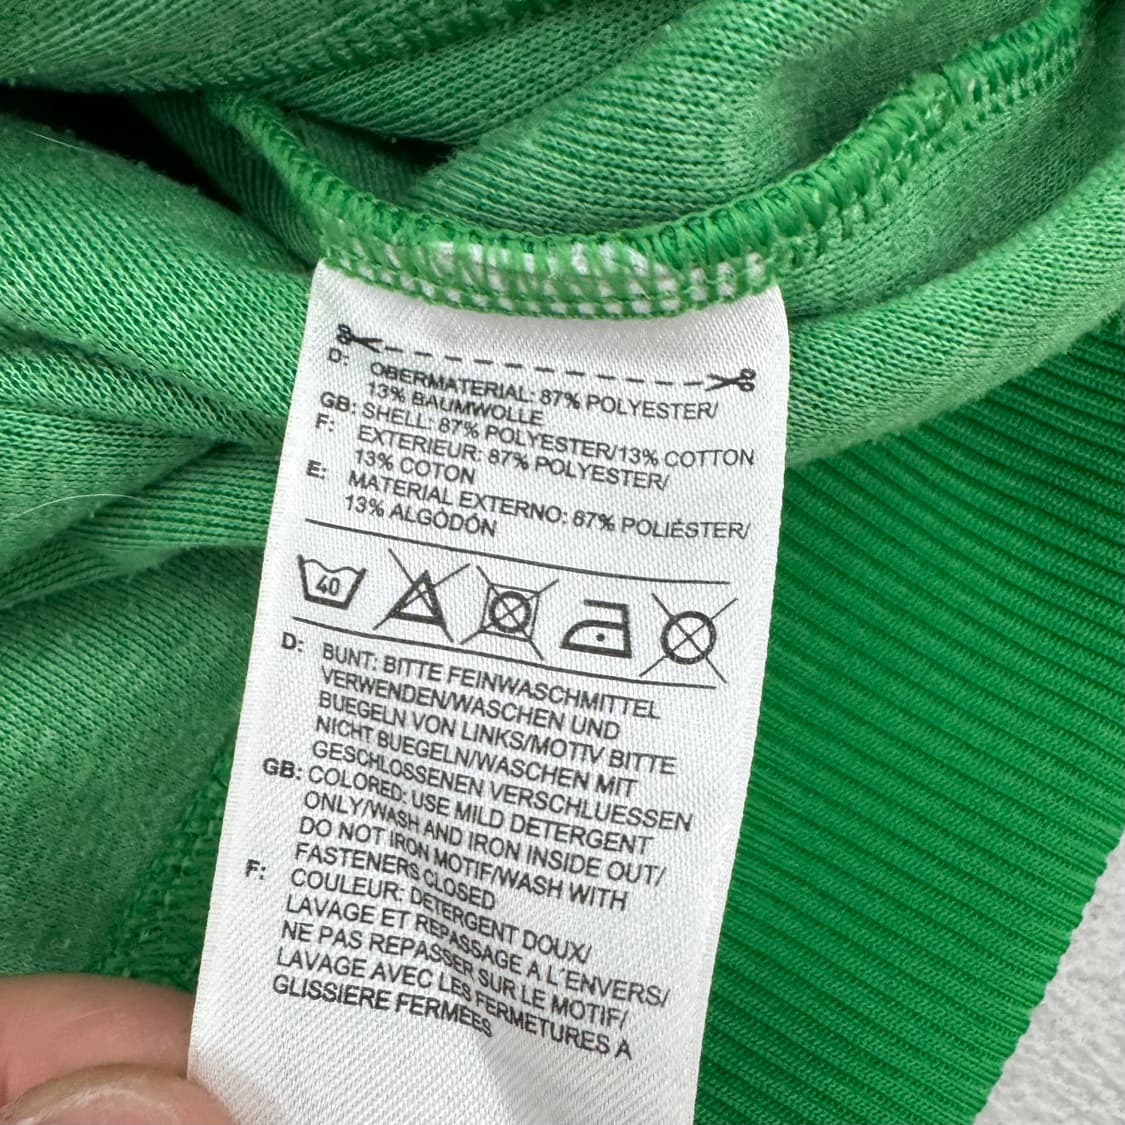 D: OBERMATERIAL: 87% POLYESTER/
13% BAUMWOLLE
GB: SHELL: 87% POLYESTER/13% COTTON
F: EXTERIEUR: 87% POLYESTER/
13% COTON
E: MATERIAL EXTERNO: 87% POLIÉSTER/
13% ALGODÓN
40
D: BUNT: BITTE FEINWASCHMITTEL
VERWENDEN/WASCHEN UND
BUEGELN VON LINKS/MOTIV BITTE
NICHT BUEGELN/WASCHEN MIT
GESCHLOSSENEN VERSCHLUESSEN
GB: COLORED: USE MILD DETERGENT
ONLY/WASH AND IRON INSIDE OUT/
DO NOT IRON MOTIF/WASH WITH
FASTENERS CLOSED
F: COULEUR: DETERGENT DOUX/
LAVAGE ET REPASSAGE A L'ENVERS/
NE PAS REPASSER SUR LE MOTIF/
LAVAGE AVEC LES FERMETURES A
GLISSIERE FERMEES